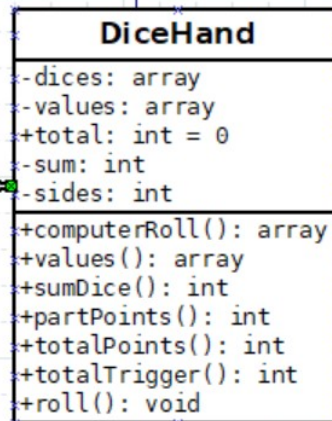 DiceHand
-dices: array
-values: array
+total: int = 0
-sum: int
-sides: int
+computerRoll(): array
+values(): array
+sumDice(): int
+partPoints(): int
+totalPoints(): int
+totalTrigger(): int
+roll(): void